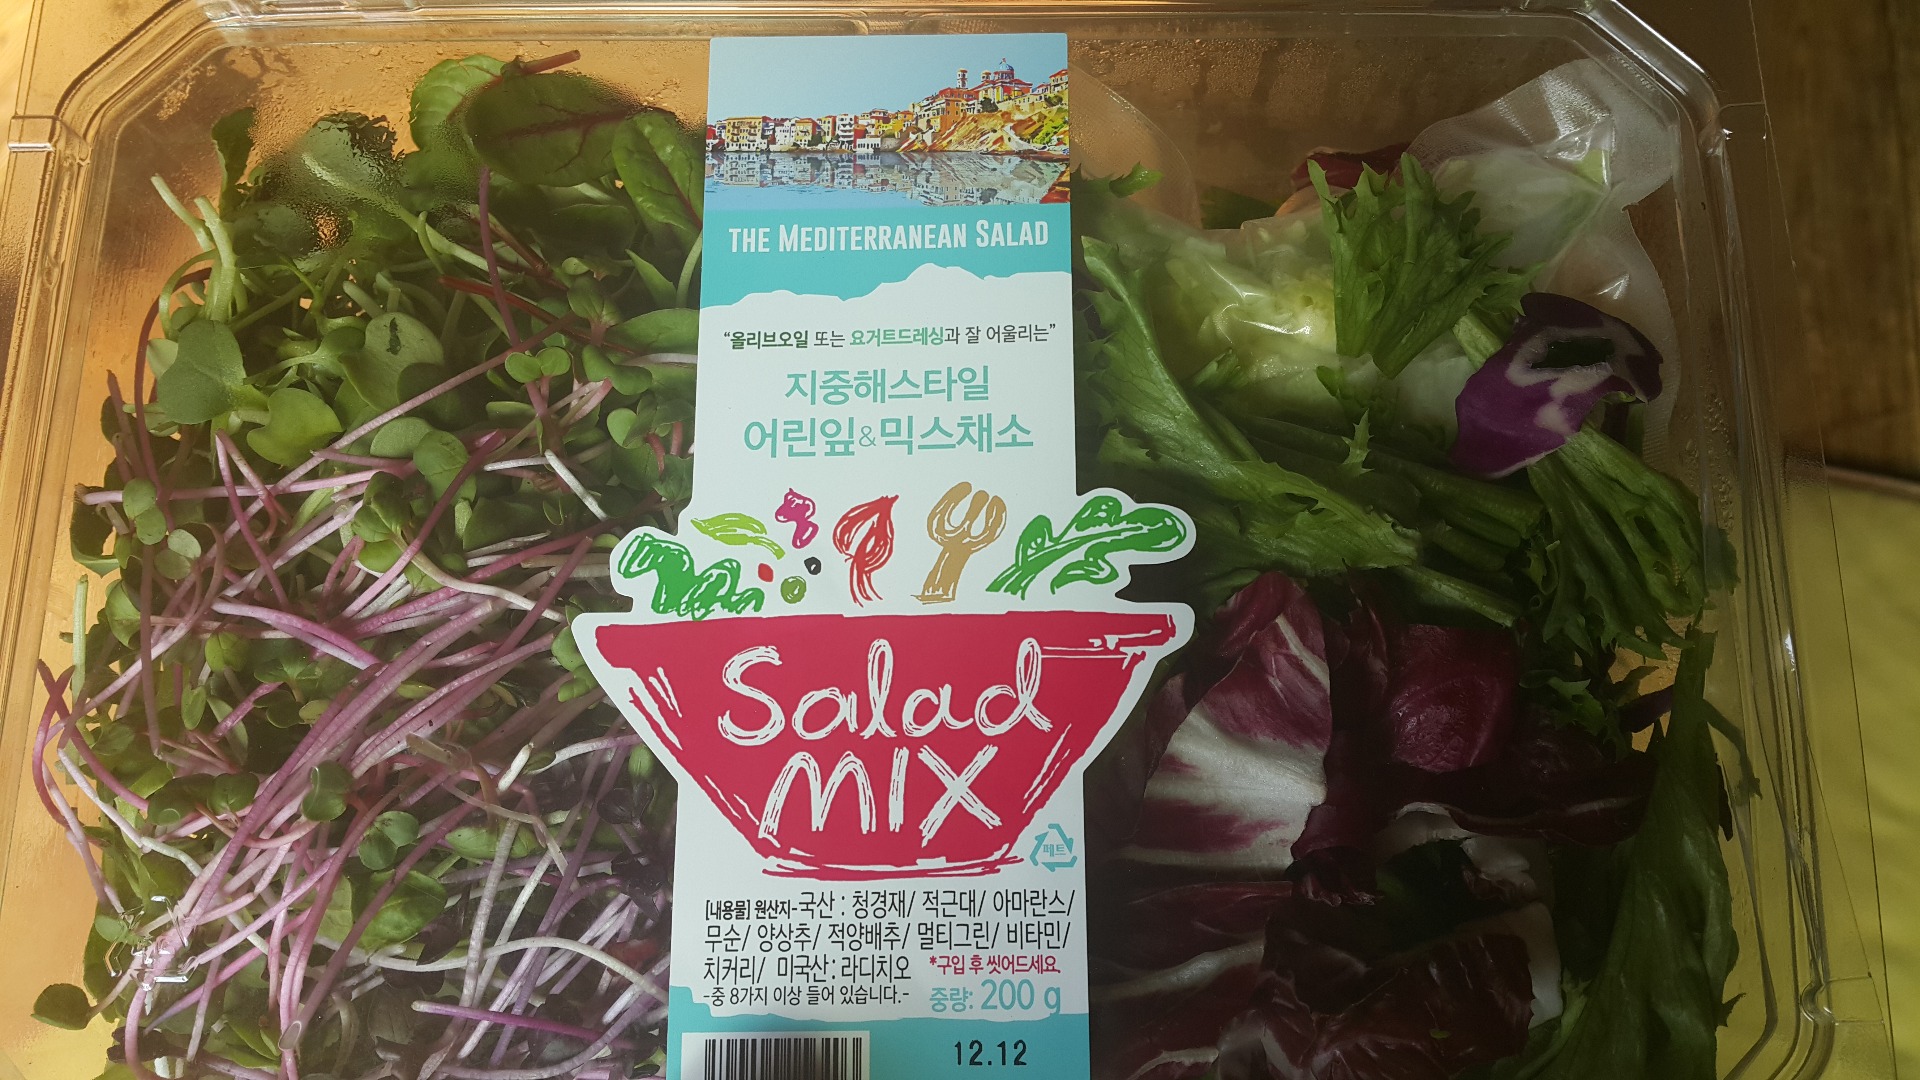 THE MEDITERRANEAN SALAD
“올리브오일 또는 요거트드레싱과 잘 어울리는”
지중해스타일
어린잎&믹스채소
Salad
MIX
페트
[내용물] 원산지-국산 : 청경재/ 적근대/ 아마란스/
무순/ 양상추/ 적양배추/ 멀티그린/ 비타민/
치커리/ 미국산:라디치오 *구입 후 씻어드세요.
-중 8가지 이상 들어 있습니다.- 중량: 200 g
12.12